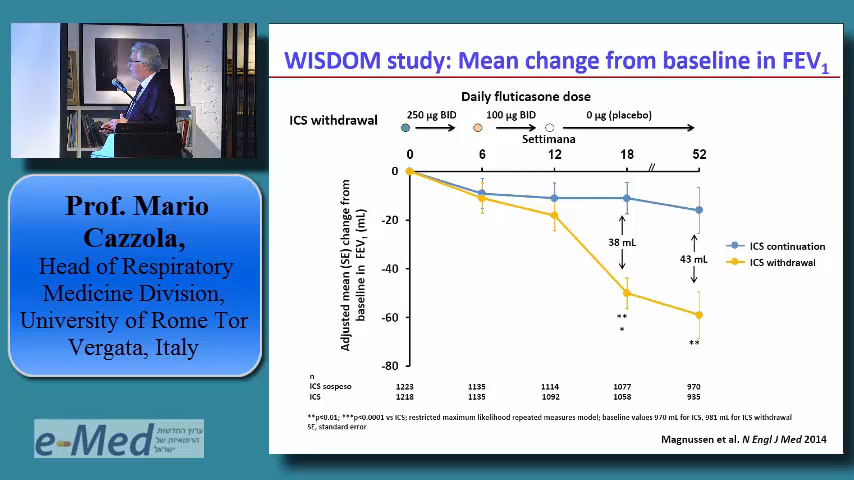 WISDOM study: Mean change from baseline in FEV1
Daily fluticasone dose
ICS withdrawal
250 µg BID
100 µg BID
0 µg (placebo)
Settimana
0 6 12 18 52
0
-20
-40
-60
-80
Adjusted mean (SE) change from
baseline in FEV1 (mL)
38 mL
43 mL
**
*
**
ICS continuation
ICS withdrawal
n
ICS sospeso 1223 1135 1114 1077 970
ICS 1218 1135 1092 1058 935
**p<0.01; ***p<0.0001 vs ICS; restricted maximum likelihood repeated measures model; baseline values 970 mL for ICS, 981 mL for ICS withdrawal
SE, standard error
Magnussen et al. N Engl J Med 2014
Prof. Mario
Cazzola,
Head of Respiratory
Medicine Division,
University of Rome Tor
Vergata, Italy
e-Med
ערוץ החדשות
הרפואיות של
ישראל